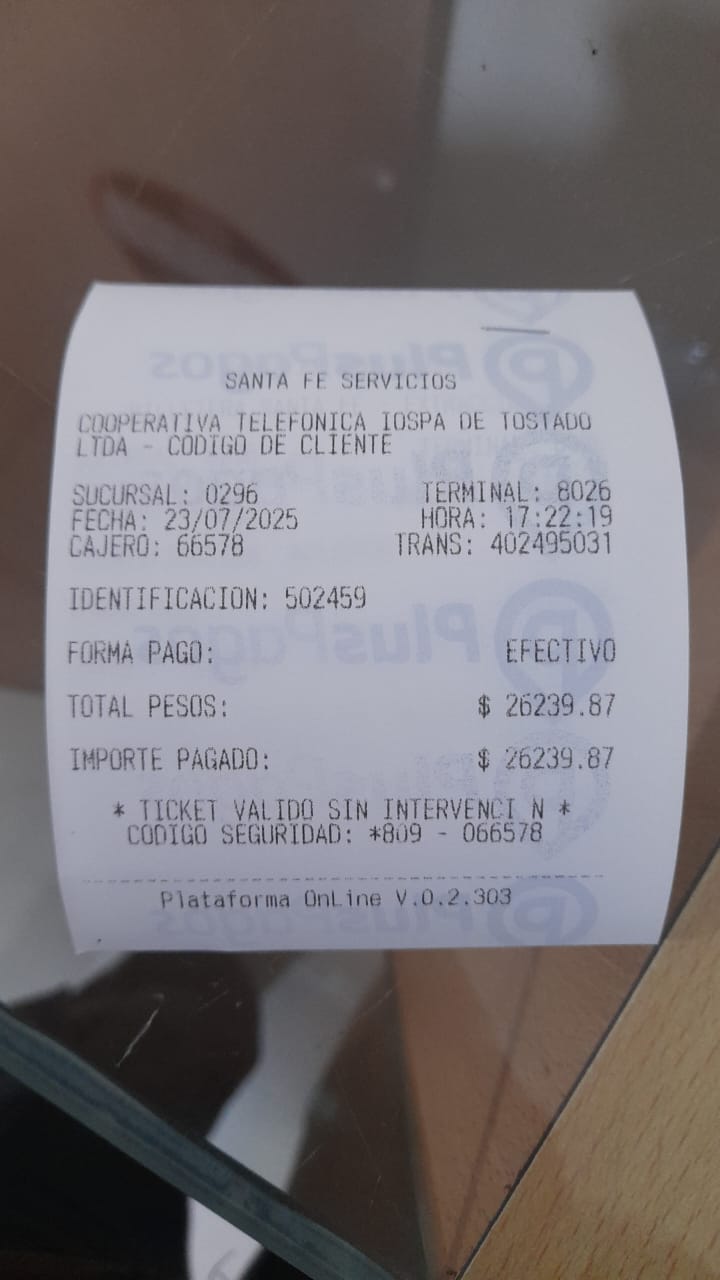 SANTA FE SERVICIOS
COOPERATIVA TELEFONICA IOSPA DE TOSTADO
LTDA - CODIGO DE CLIENTE
SUCURSAL: 0296 TERMINAL: 8026
FECHA: 23/07/2025 HORA: 17:22:19
CAJERO: 66578 TRANS: 402495031
IDENTIFICACION: 502459
FORMA PAGO: EFECTIVO
TOTAL PESOS: $ 26239.87
IMPORTE PAGADO: $ 26239.87
* TICKET VALIDO SIN INTERVENCI N *
CODIGO SEGURIDAD: *809 - 066578
Plataforma OnLine V.0.2.303